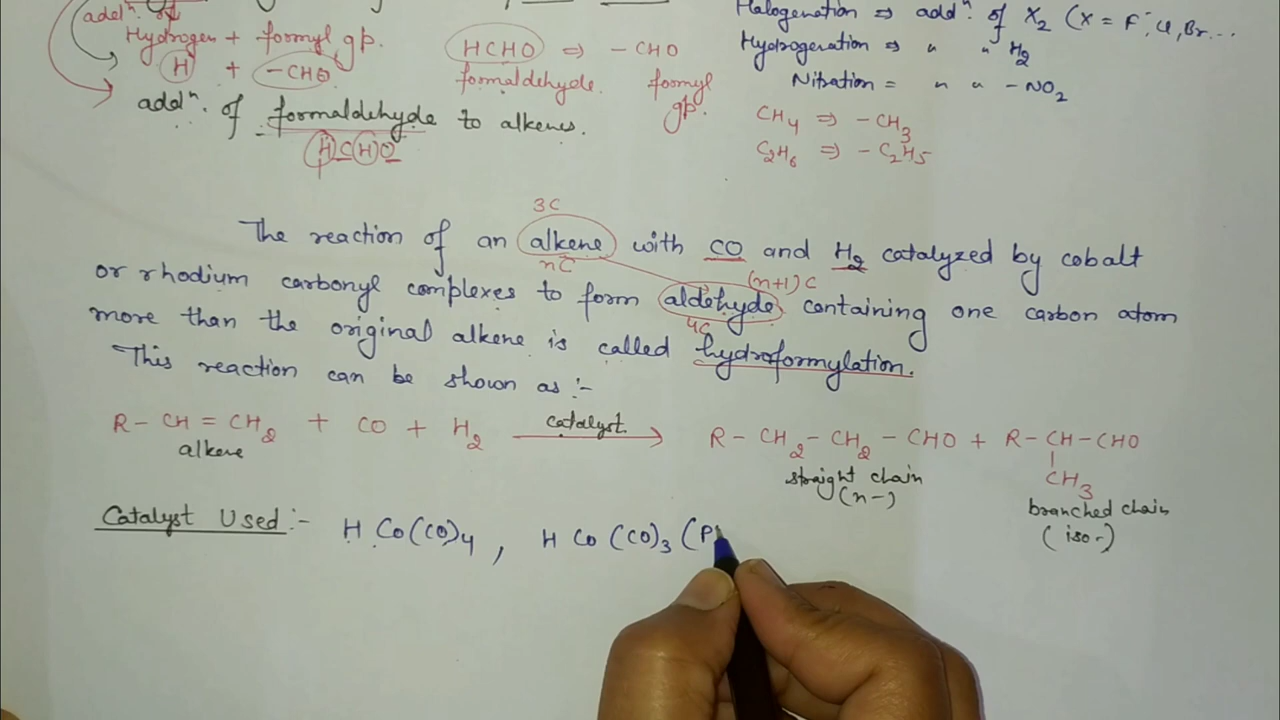 addn. of
Hydrogen + formyl gp.
H + -CHO
HCHO ⇒ -CHO
formaldehyde. formyl gp.
Halogenation ⇒ addn. of X2 (X = F, Cl, Br...
Hydrogenation ⇒ " " H2
Nitration = " " -NO2
CH4 ⇒ -CH3
C2H6 ⇒ -C2H5
addn. of formaldehyde to alkenes.
HCHO
3C
The reaction of an alkene with CO and H2 catalyzed by cobalt
nC (n+1)C
or rhodium carbonyl complexes to form aldehyde containing one carbon atom
4C
more than the original alkene is called hydroformylation.
This reaction can be shown as :-
R-CH=CH2 + CO + H2 catalyst. → R-CH2-CH2-CHO + R-CH-CHO
alkene
CH3
straight chain
(n-)
branched chain
(iso-)
Catalyst Used :- H Co(CO)4, H Co(CO)3(P